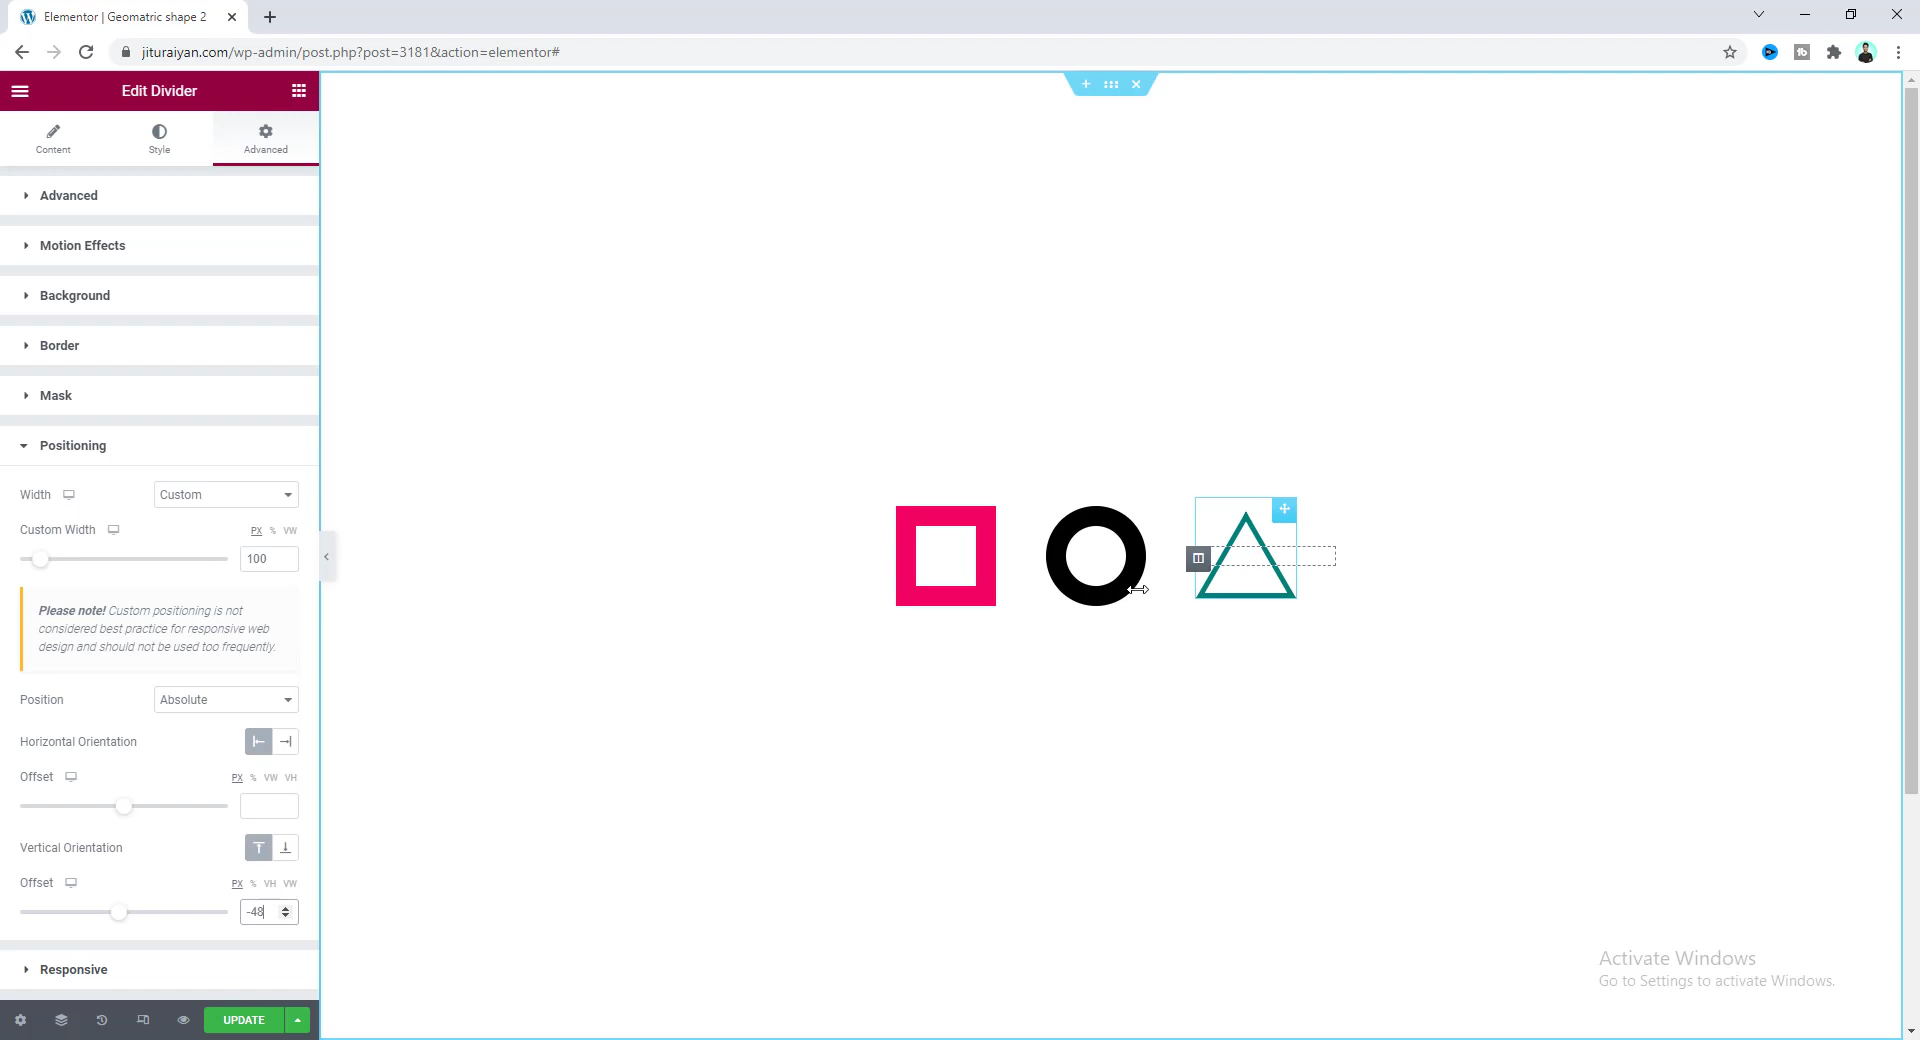 Elementor | Geomatric shape 2
jituraiyan.com/wp-admin/post.php?post=3181&action=elementor#
Edit Divider
Content
Style
Advanced
Advanced
Motion Effects
Background
Border
Mask
Positioning
Width
Custom
Custom Width
PX % VW
100
Please note! Custom positioning is not
considered best practice for responsive web
design and should not be used too frequently.
Position
Absolute
Horizontal Orientation
Offset
PX % VW VH
Vertical Orientation
Offset
PX % VH VW
-48
Responsive
UPDATE
Activate Windows
Go to Settings to activate Windows.